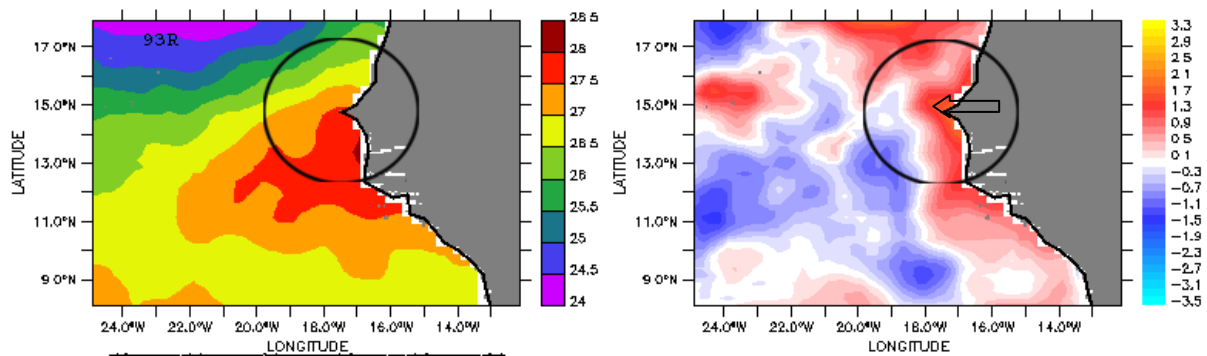 93R
17.0°N
15.0°N
13.0°N
11.0°N
9.0°N
LATITUDE
24.0°W 22.0°W 20.0°W 18.0°W 16.0°W 14.0°W
LONGITUDE
28.5
28
27.5
27
26.5
26
25.5
25
24.5
24
17.0°N
15.0°N
13.0°N
11.0°N
9.0°N
LATITUDE
24.0°W 22.0°W 20.0°W 18.0°W 16.0°W 14.0°W
LONGITUDE
3.3
2.9
2.5
2.1
1.7
1.3
0.9
0.5
0.1
-0.3
-0.7
-1.1
-1.5
-1.9
-2.3
-2.7
-3.1
-3.5